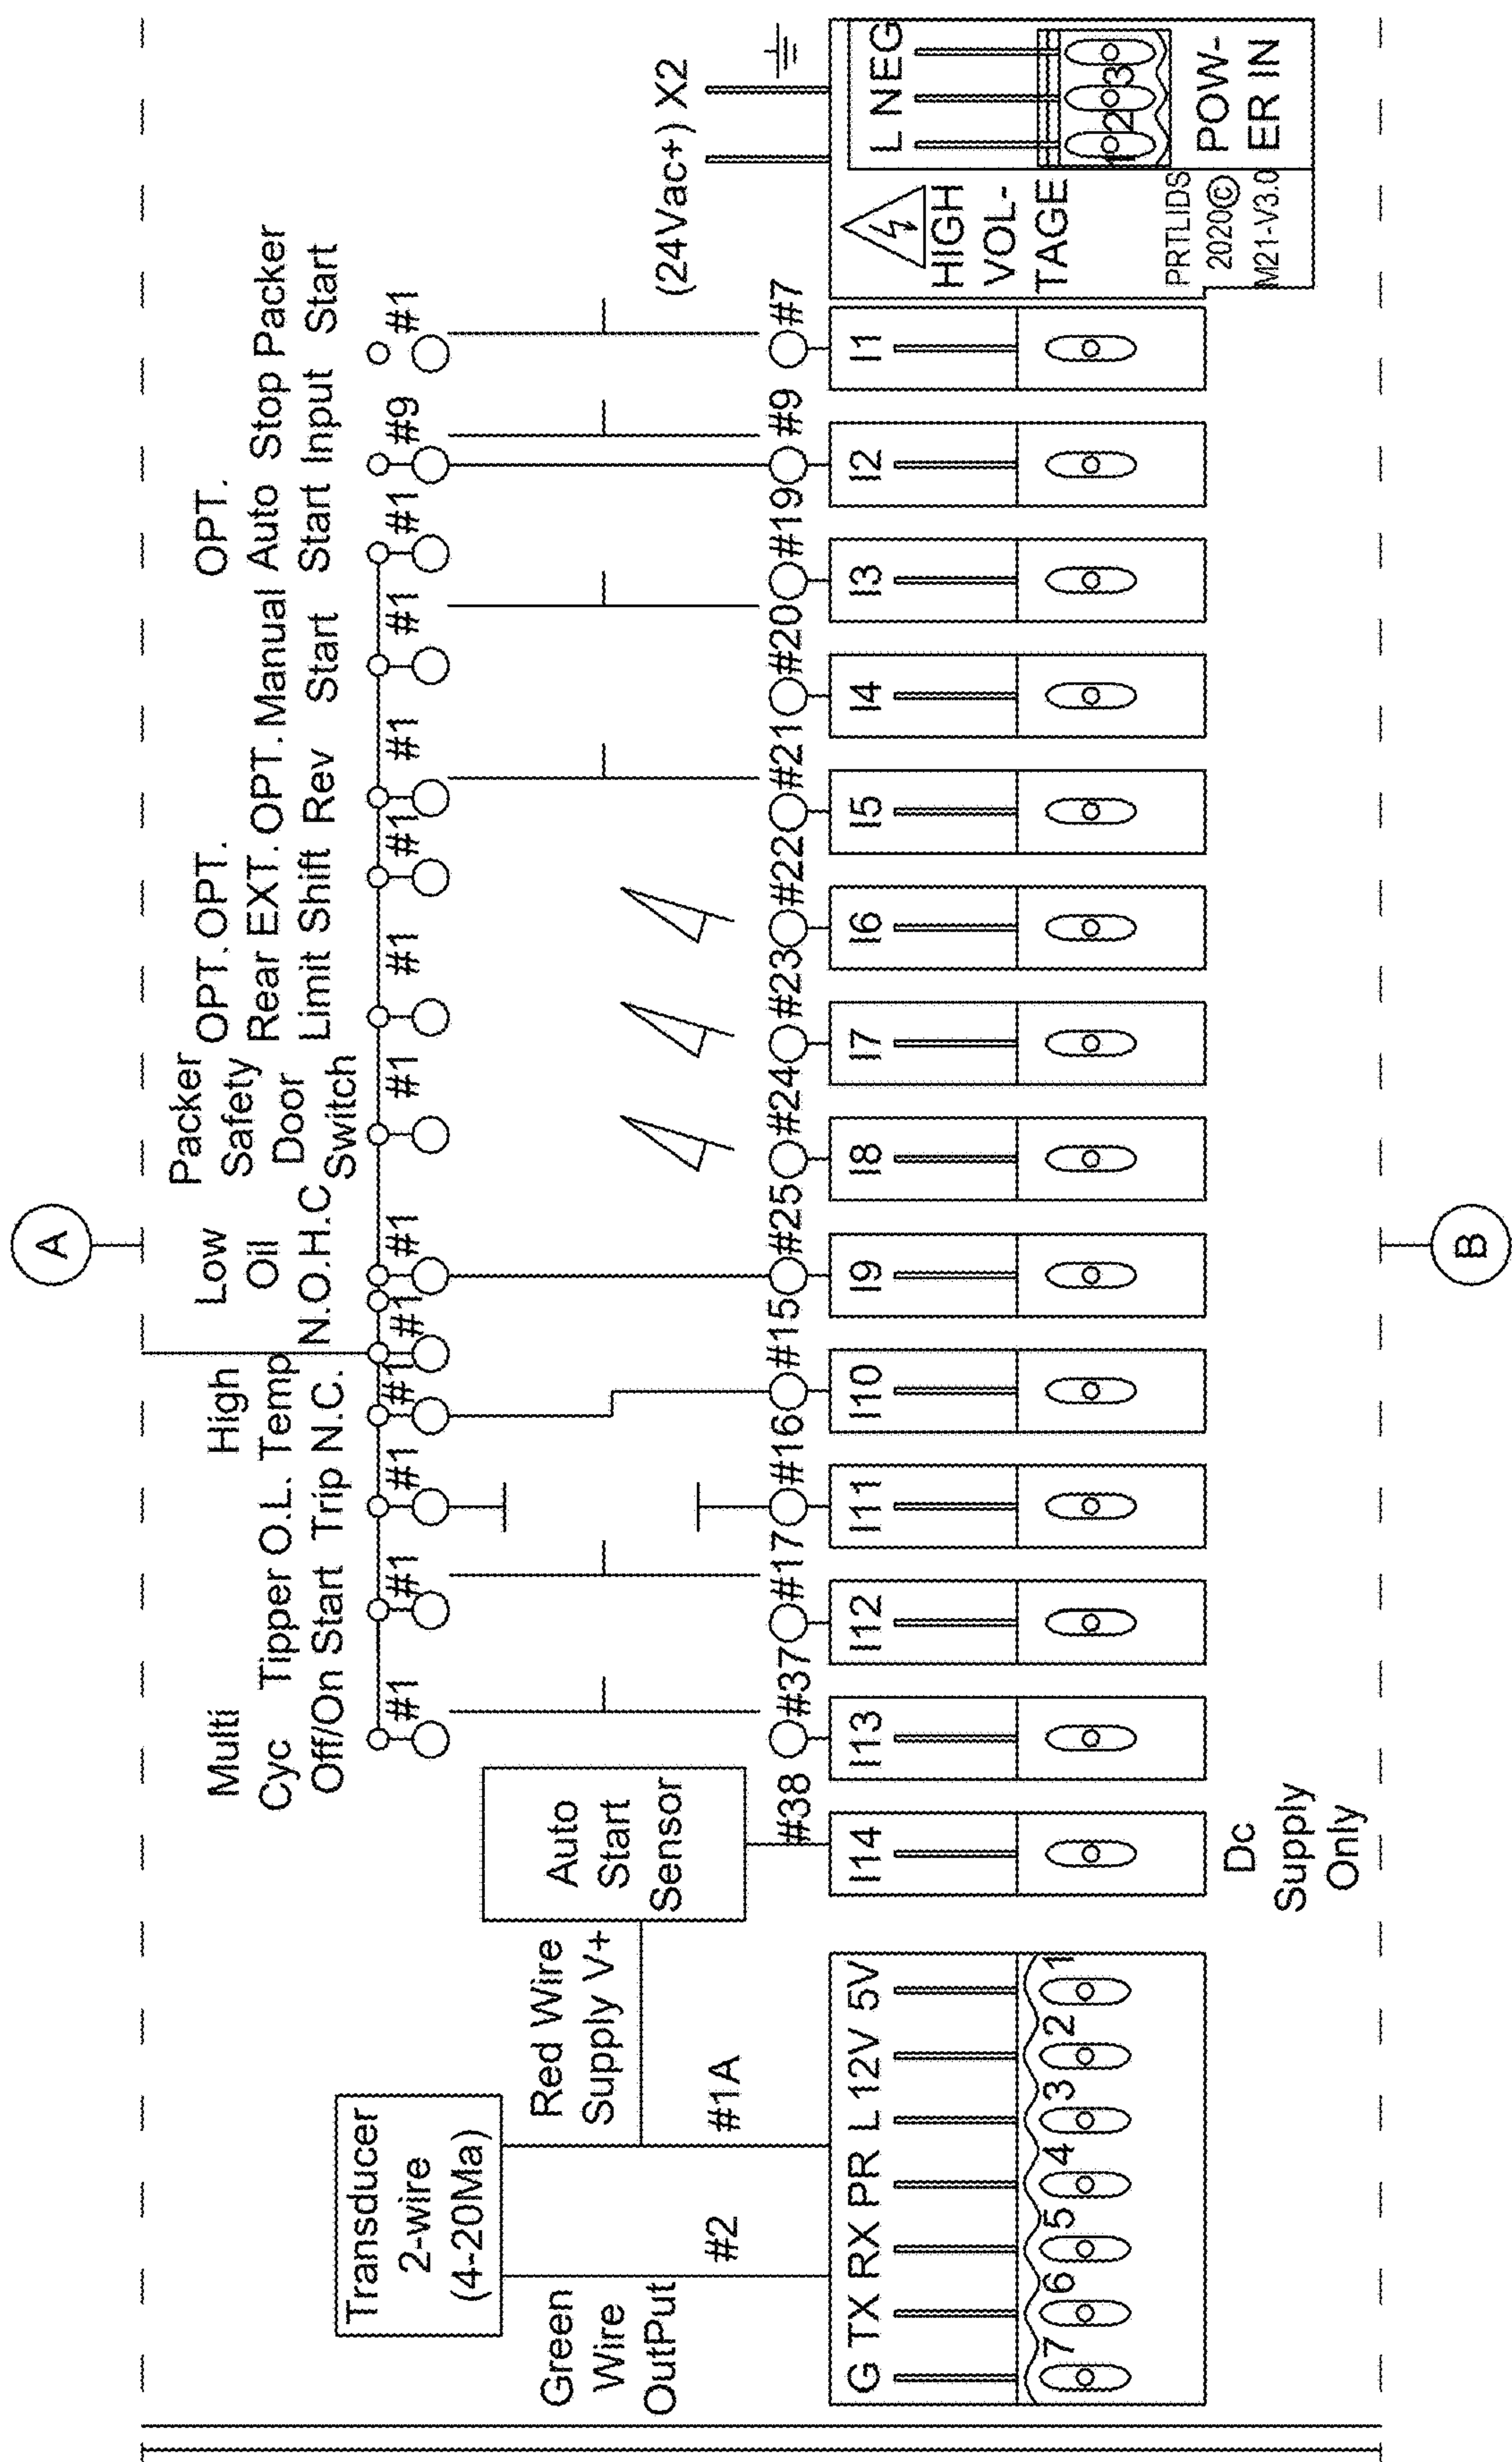 A
Multi
Cyc
Off/On
Tipper
Start
O.L.
Trip
High
Temp
N.C.
Low
Oil
N.O.H.C
Packer
Safety
Door
Switch
OPT.
Rear
Limit
OPT.
EXT.
Shift
OPT.
Rev
Manual
Start
OPT.
Auto
Start
Stop
Input
Packer
Start
#1 #1 #1 #1 #1 #1 #1 #1 #1 #1 #1 #1 #9 #1
Transducer
2-wire
(4-20Ma)
Auto
Start
Sensor
Red Wire
Supply V+
Green
Wire
OutPut
#2
#1A
(24Vac+) X2
#38 #37 #17 #16 #15 #25 #24 #23 #22 #21 #20 #19 #9 #7
G TX RX PR L 12V 5V
7 6 5 4 3 2 1
I14 I13 I12 I11 I10 I9 I8 I7 I6 I5 I4 I3 I2 I1
Dc
Supply
Only
HIGH
VOL-
TAGE
PRTLIDS
2020©
M21-V3.0
L NEG
1 2 3
POW-
ER IN
B